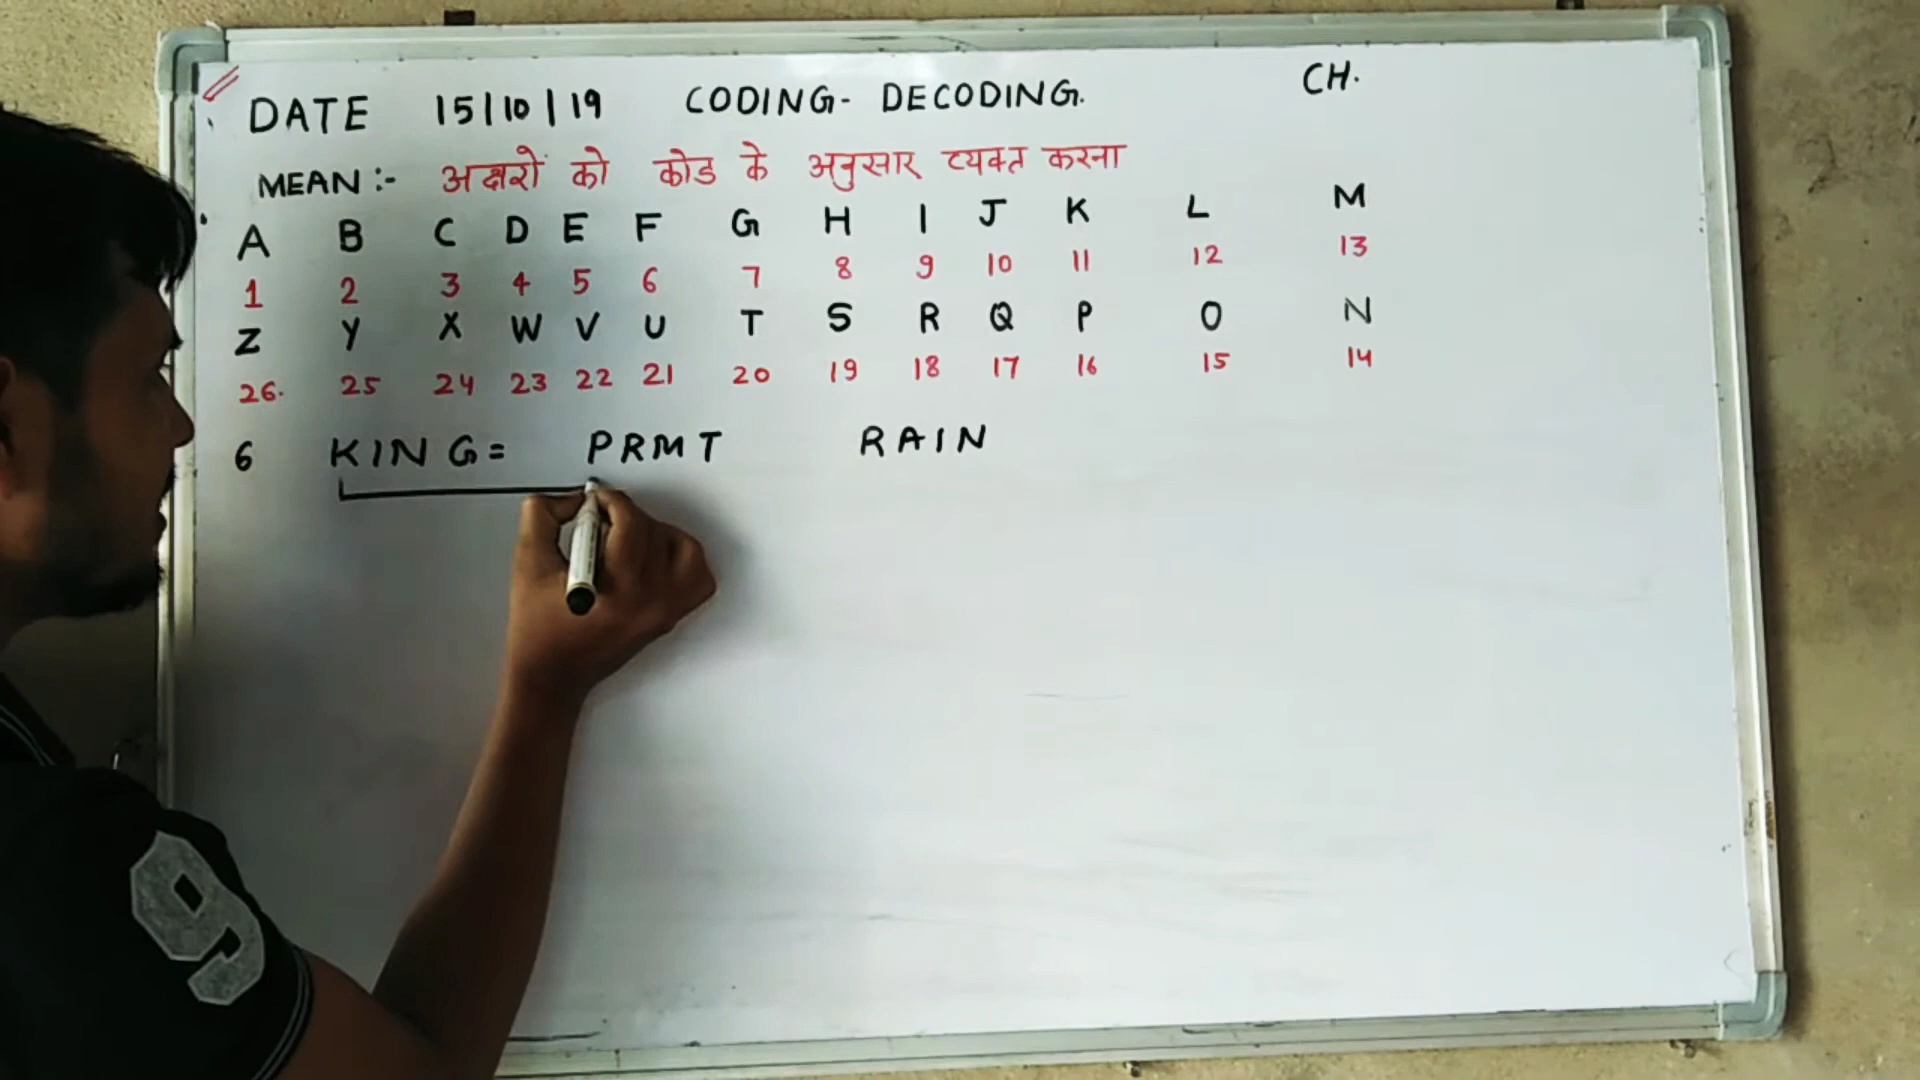 DATE 15|10|19 CODING- DECODING. CH.
MEAN :- अक्षरों को कोड के अनुसार व्यक्त करना
A B C D E F G H I J K L M
1 2 3 4 5 6 7 8 9 10 11 12 13
Z Y X W V U T S R Q P O N
26. 25 24 23 22 21 20 19 18 17 16 15 14
6 KING= PRMT RAIN
9